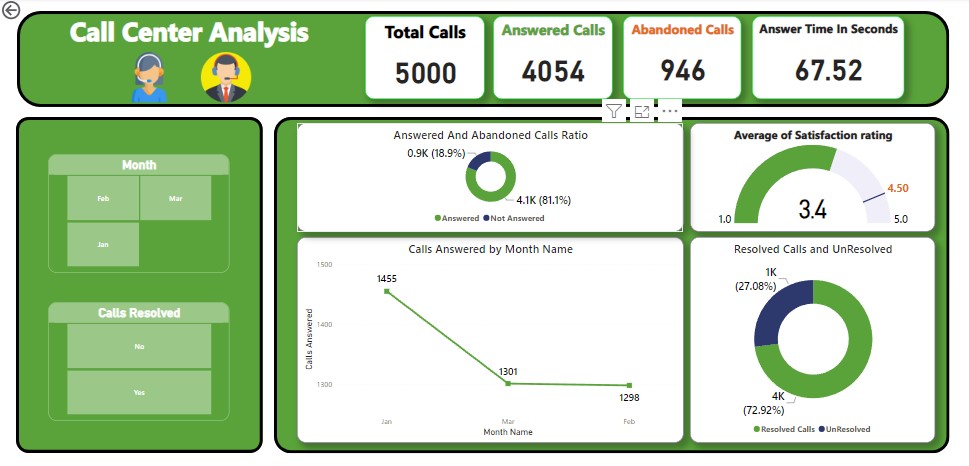 Call Center Analysis
Total Calls
5000
Answered Calls
4054
Abandoned Calls
946
Answer Time In Seconds
67.52
Month
Feb
Mar
Jan
Calls Resolved
No
Yes
Answered And Abandoned Calls Ratio
0.9K (18.9%)
4.1K (81.1%)
Answered Not Answered
Average of Satisfaction rating
4.50
3.4
1.0
5.0
Calls Answered by Month Name
1500
1455
1400
Calls Answered
1301
1300
1298
Jan
Mar
Feb
Month Name
Resolved Calls and UnResolved
1K
(27.08%)
4K
(72.92%)
Resolved Calls UnResolved